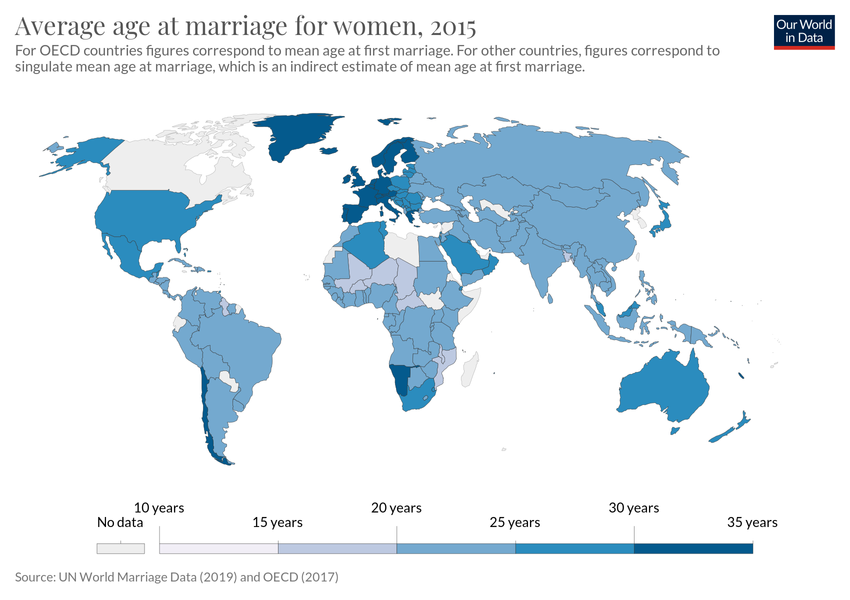 Average age at marriage for women, 2015
Our World
in Data
For OECD countries figures correspond to mean age at first marriage. For other countries, figures correspond to
singulate mean age at marriage, which is an indirect estimate of mean age at first marriage.
10 years
20 years
30 years
No data
15 years
25 years
35 years
Source: UN World Marriage Data (2019) and OECD (2017)